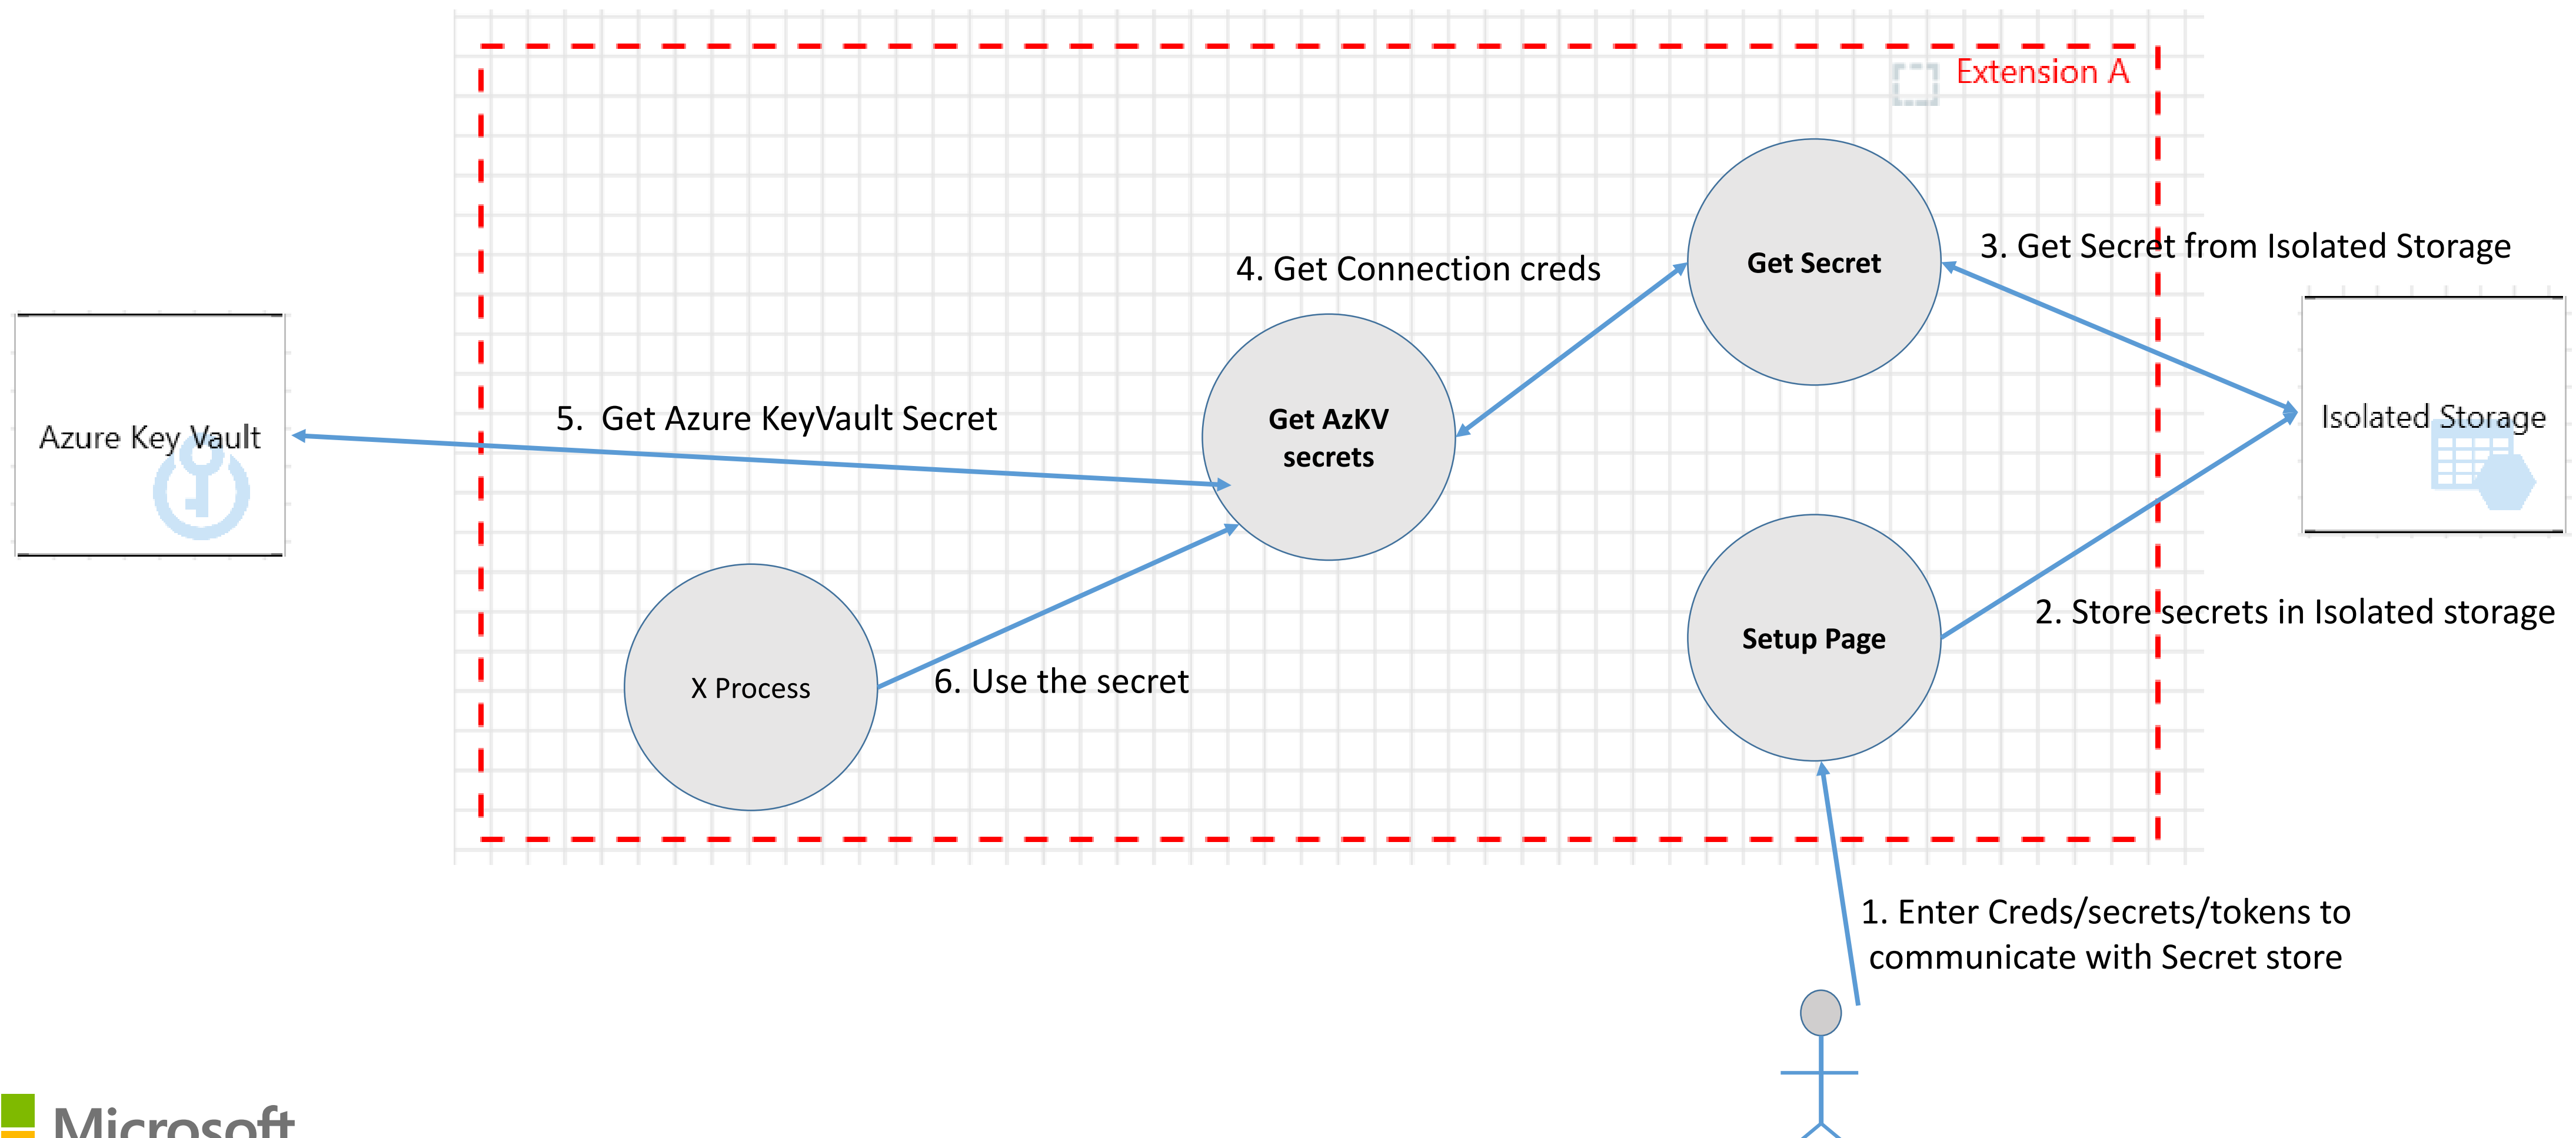 Extension A
Get Secret
3. Get Secret from Isolated Storage
4. Get Connection creds
Azure Key Vault
5.  Get Azure KeyVault Secret
Get AzKV
secrets
Isolated Storage
Setup Page
2. Store secrets in Isolated storage
X Process
6. Use the secret
1. Enter Creds/secrets/tokens to
communicate with Secret store
Microsoft